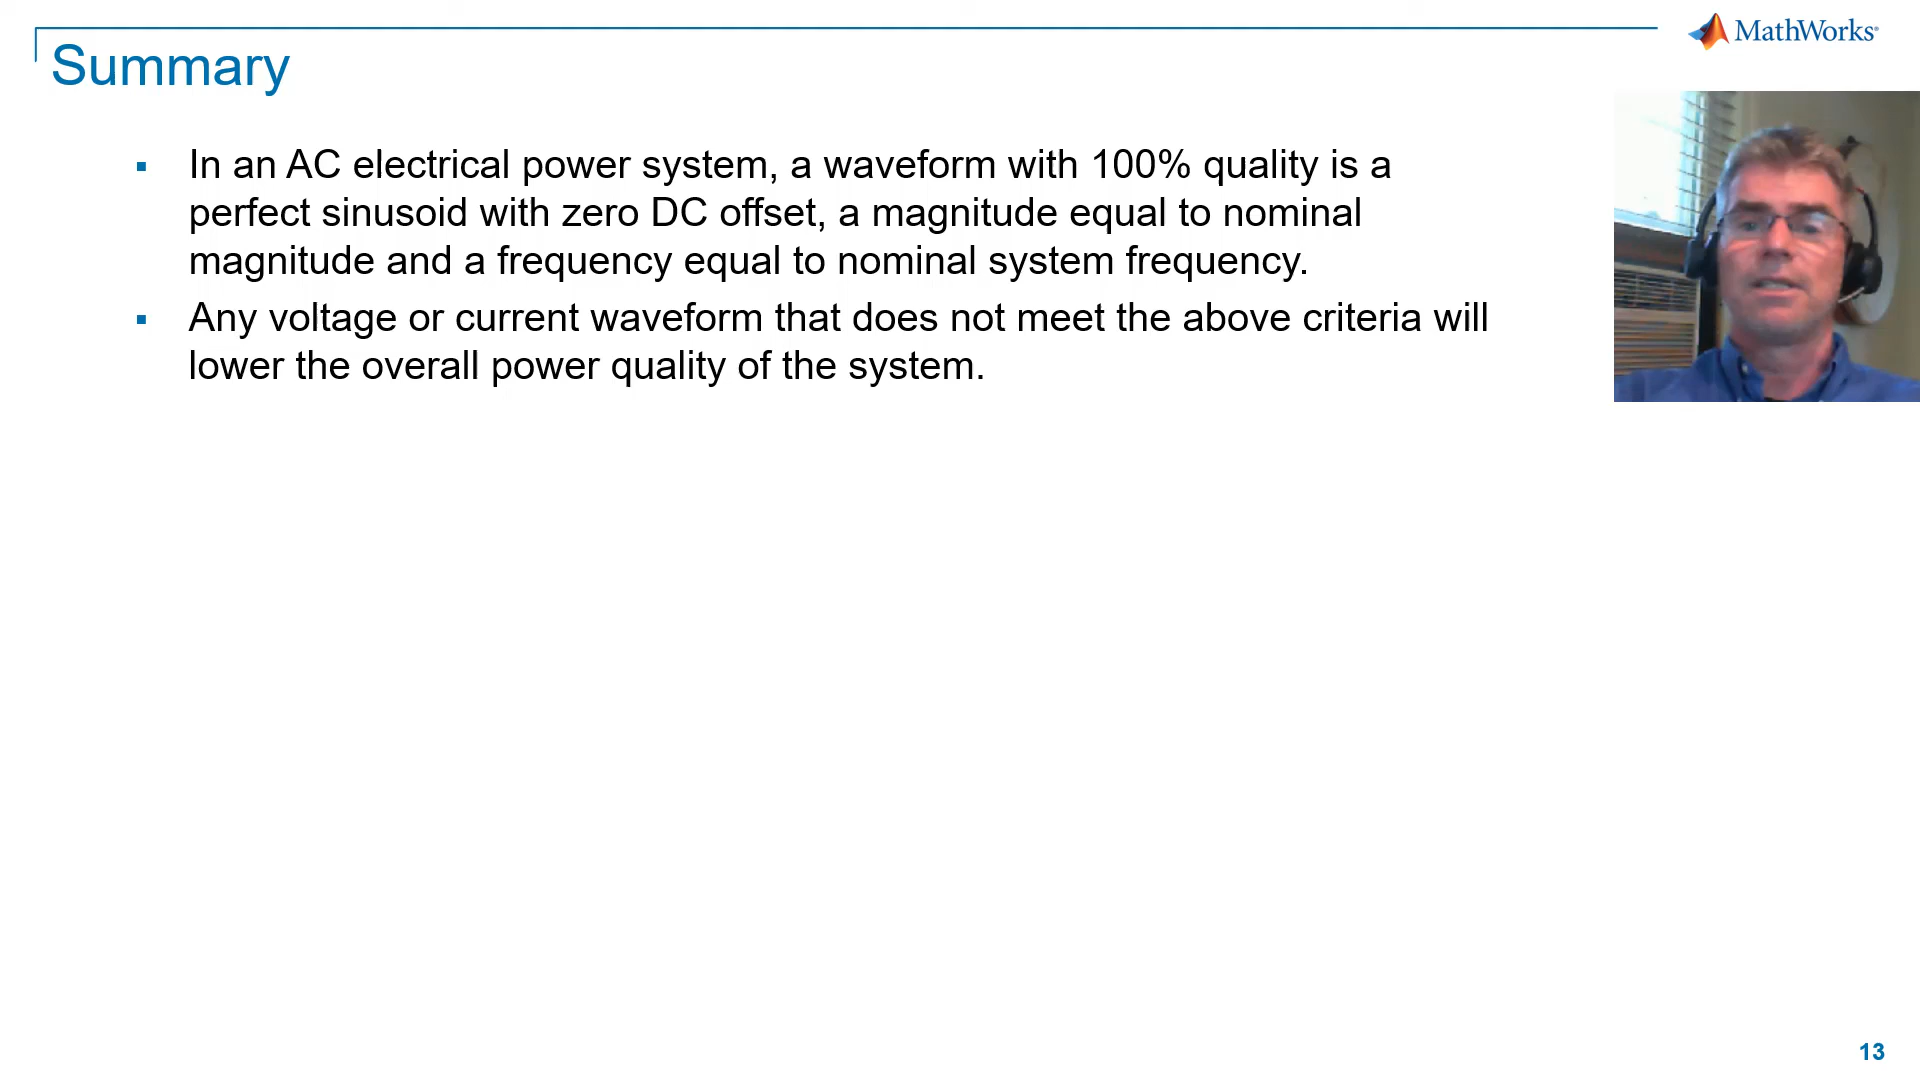 Summary
MathWorks®
▪ In an AC electrical power system, a waveform with 100% quality is a
perfect sinusoid with zero DC offset, a magnitude equal to nominal
magnitude and a frequency equal to nominal system frequency.
▪ Any voltage or current waveform that does not meet the above criteria will
lower the overall power quality of the system.
13